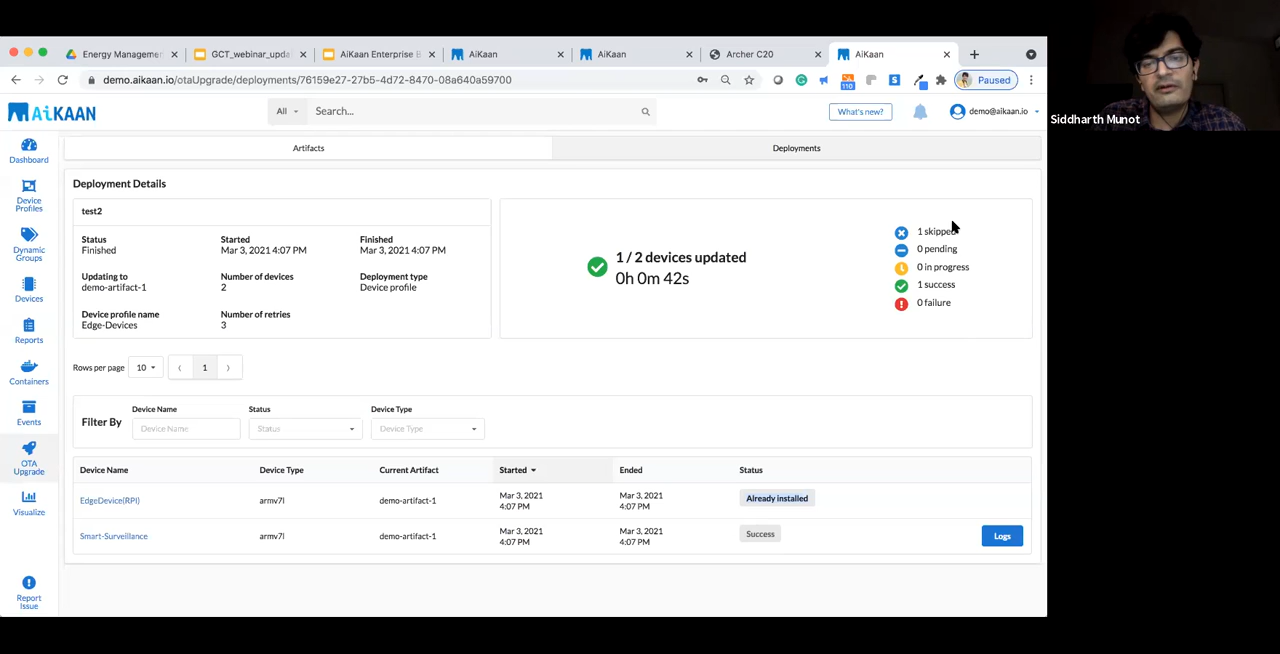 Energy Managemen
GCT_webinar_upda
AiKaan Enterprise E
AiKaan
AiKaan
Archer C20
AiKaan
demo.aikaan.io/otaUpgrade/deployments/76159e27-27b5-4d72-8470-08a640a59700
110
S
Paused
AiKAAN
All
Search...
What's new?
demo@aikaan.io
Siddharth Munot
Dashboard
Device
Profiles
Dynamic
Groups
Devices
Reports
Containers
Events
OTA
Upgrade
Visualize
Report
Issue
Artifacts
Deployments
Deployment Details
test2
Status
Finished
Started
Mar 3, 2021 4:07 PM
Finished
Mar 3, 2021 4:07 PM
Updating to
demo-artifact-1
Number of devices
2
Deployment type
Device profile
Device profile name
Edge-Devices
Number of retries
3
1 / 2 devices updated
0h 0m 42s
1 skipped
0 pending
0 in progress
1 success
0 failure
Rows per page
10
1
Filter By
Device Name
Device Name
Status
Status
Device Type
Device Type
Device Name Device Type Current Artifact Started Ended Status
EdgeDevice(RPI) armv7l demo-artifact-1 Mar 3, 2021 Mar 3, 2021 Already installed
4:07 PM 4:07 PM
Smart-Surveillance armv7l demo-artifact-1 Mar 3, 2021 Mar 3, 2021 Success Logs
4:07 PM 4:07 PM